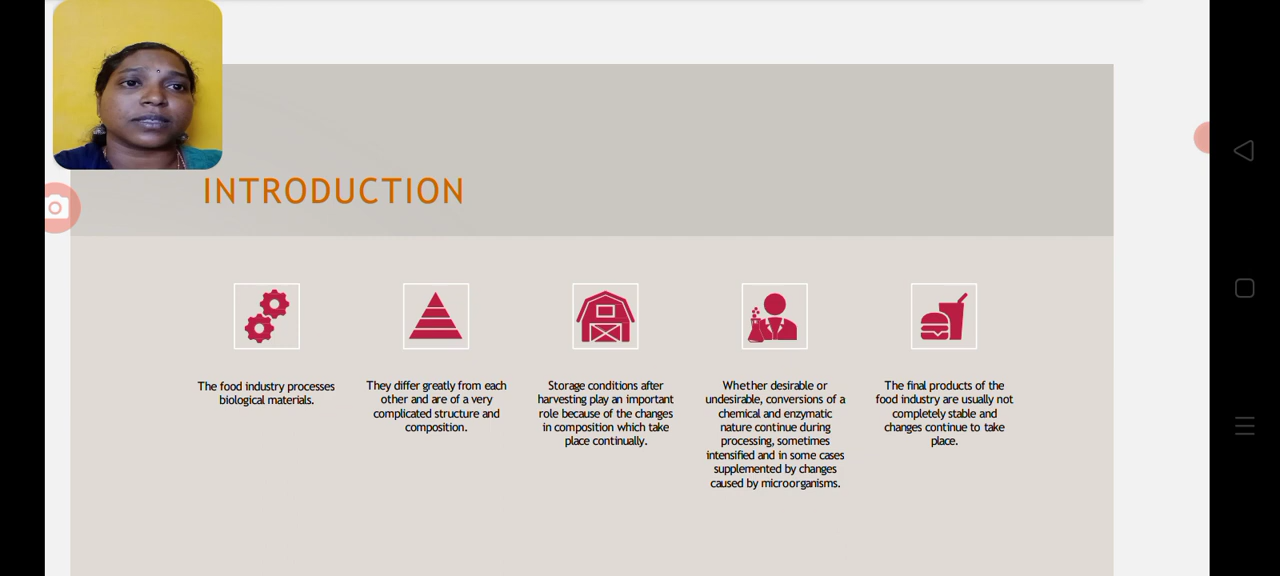 INTRODUCTION
The food industry processes
biological materials.
They differ greatly from each
other and are of a very
complicated structure and
composition.
Storage conditions after
harvesting play an important
role because of the changes
in composition which take
place continually.
Whether desirable or
undesirable, conversions of a
chemical and enzymatic
nature continue during
processing, sometimes
intensified and in some cases
supplemented by changes
caused by microorganisms.
The final products of the
food industry are usually not
completely stable and
changes continue to take
place.